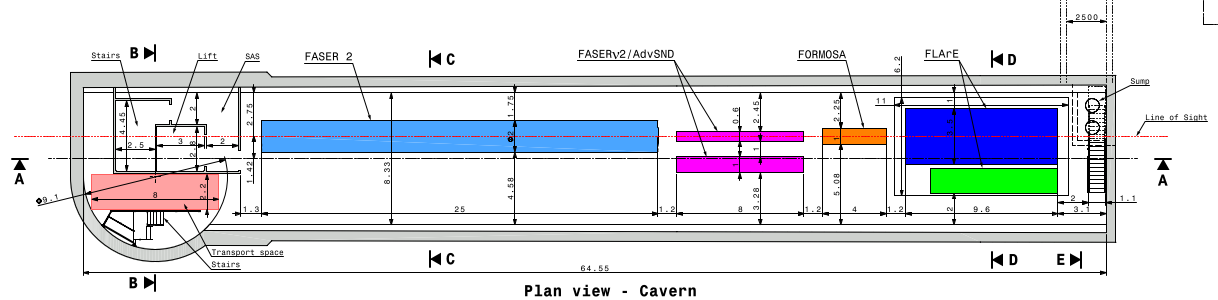 2500
B
C
D
Stairs
Lift
SAS
FASER 2
FASERν2/AdvSND
FORMOSA
FLArE
Sump
Line of Sight
6.2
11
1
2
2.75
1.75
0.6
2.45
2.25
4.45
2.5
3
2
2.8
1.42
8.33
4.58
1
3.28
1
5.08
A
A
9.1
8
2.2
1.3
25
1.2
8
1.2
4
1.2
9.6
2
2
3.1
1.1
Transport space
Stairs
B
C
D
E
64.55
Plan view - Cavern